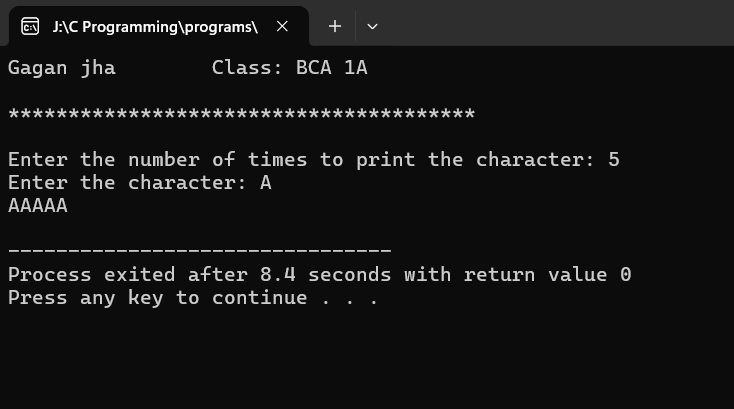 J:\C Programming\programs\
Gagan jha        Class: BCA 1A
***************************************
Enter the number of times to print the character: 5
Enter the character: A
AAAAA
--------------------------------
Process exited after 8.4 seconds with return value 0
Press any key to continue . . .